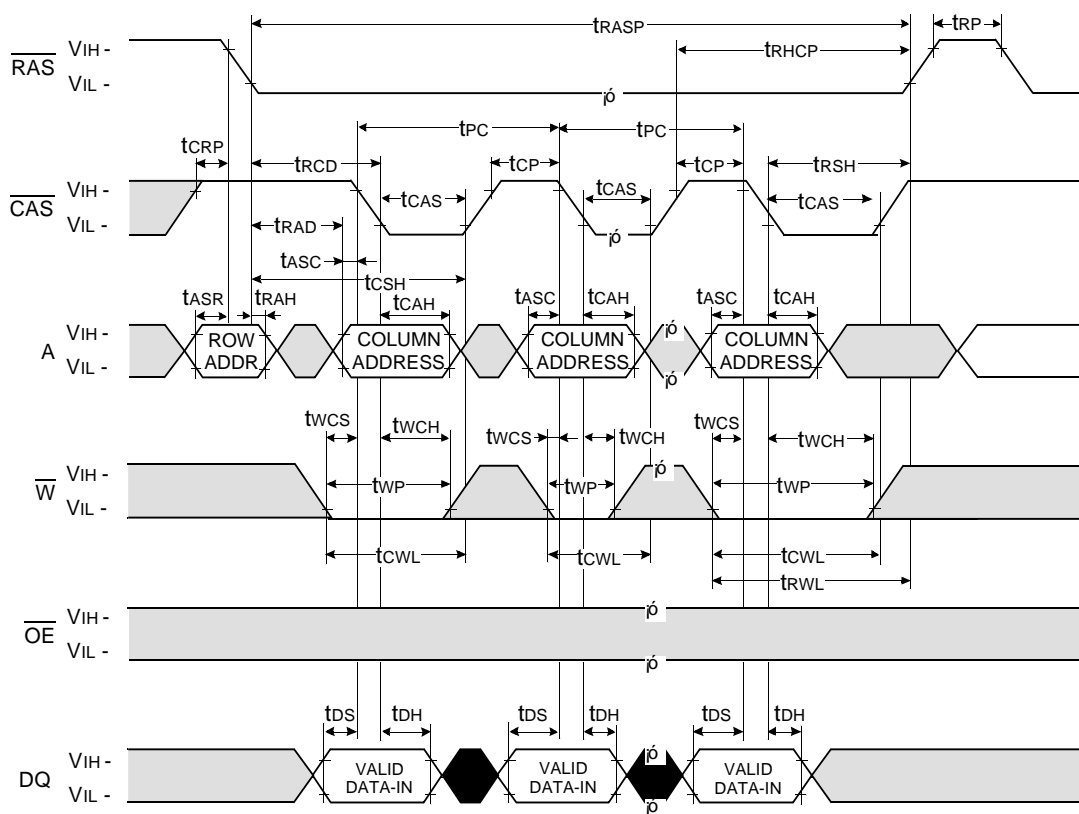 tRASP
tRP
tRHCP
RAS
VIH -
VIL -
¡ó
tPC
tPC
tCRP
tRCD
tCP
tCP
tRSH
CAS
VIH -
VIL -
tCAS
tCAS
tCAS
¡ó
tRAD
tASC
tCSH
tASR
tRAH
tCAH
tASC
tCAH
tASC
tCAH
A
VIH -
VIL -
ROW
ADDR.
COLUMN
ADDRESS
COLUMN
ADDRESS
¡ó
¡ó
COLUMN
ADDRESS
tWCS
tWCH
tWCS
tWCH
tWCS
tWCH
W
VIH -
VIL -
tWP
tWP
¡ó
tWP
tCWL
tCWL
tCWL
tRWL
OE
VIH -
VIL -
¡ó
¡ó
tDS
tDH
tDS
tDH
tDS
tDH
DQ
VIH -
VIL -
VALID
DATA-IN
VALID
DATA-IN
¡ó
¡ó
VALID
DATA-IN